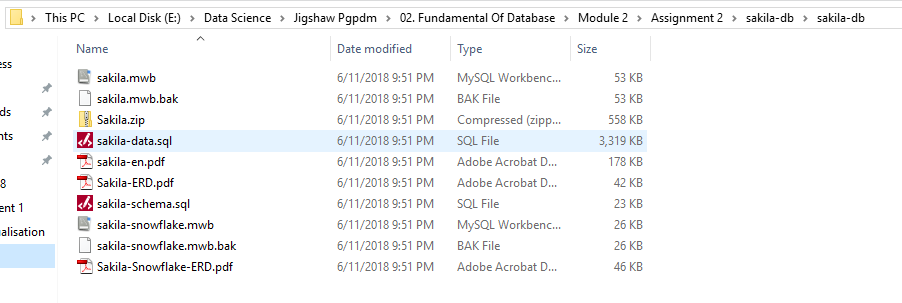 This PC > Local Disk (E:) > Data Science > Jigshaw Pgpdm > 02. Fundamental Of Database > Module 2 > Assignment 2 > sakila-db > sakila-db
Name Date modified Type Size
ess
sakila.mwb 6/11/2018 9:51 PM MySQL Workbenc... 53 KB
sakila.mwb.bak 6/11/2018 9:51 PM BAK File 53 KB
ds Sakila.zip 6/11/2018 9:51 PM Compressed (zipp... 558 KB
nts sakila-data.sql 6/11/2018 9:51 PM SQL File 3,319 KB
sakila-en.pdf 6/11/2018 9:51 PM Adobe Acrobat D... 178 KB
8 Sakila-ERD.pdf 6/11/2018 9:51 PM Adobe Acrobat D... 42 KB
ent 1 sakila-schema.sql 6/11/2018 9:51 PM SQL File 23 KB
ualisation sakila-snowflake.mwb 6/11/2018 9:51 PM MySQL Workbenc... 26 KB
sakila-snowflake.mwb.bak 6/11/2018 9:51 PM BAK File 26 KB
Sakila-Snowflake-ERD.pdf 6/11/2018 9:51 PM Adobe Acrobat D... 46 KB